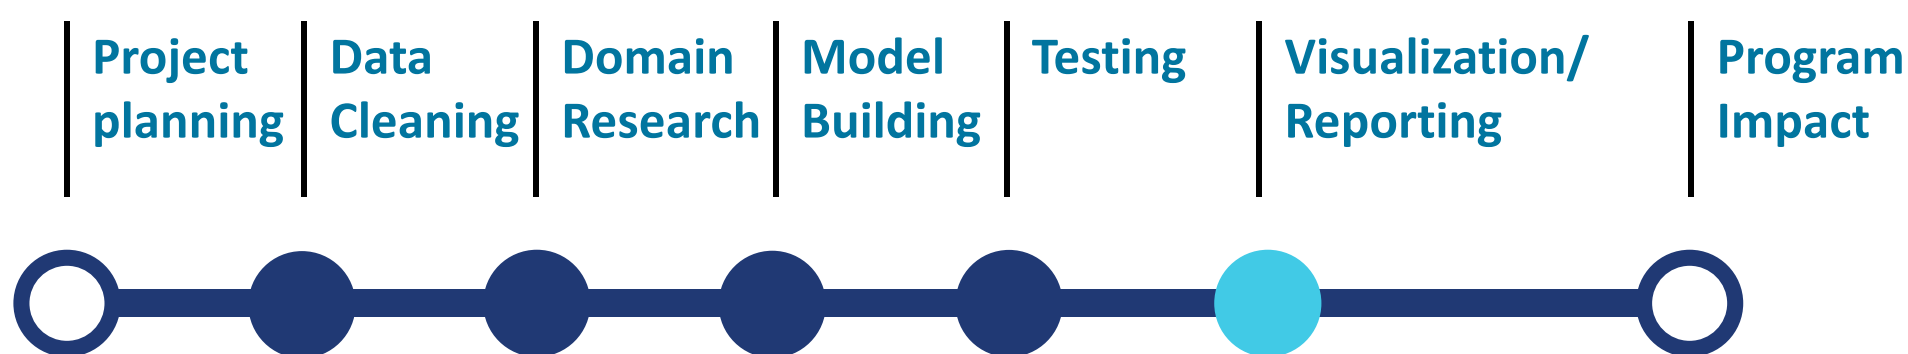 Project
planning
Data
Cleaning
Domain
Research
Model
Building
Testing
Visualization/
Reporting
Program
Impact